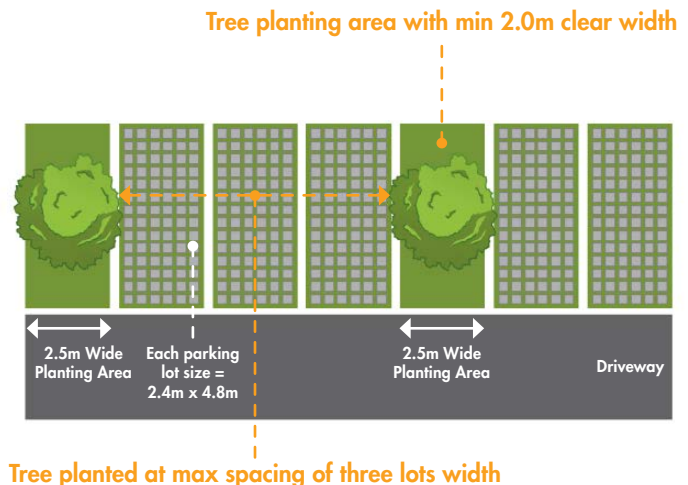 Tree planting area with min 2.0m clear width
2.5m Wide
Planting Area
Each parking
lot size =
2.4m x 4.8m
2.5m Wide
Planting Area
Driveway
Tree planted at max spacing of three lots width